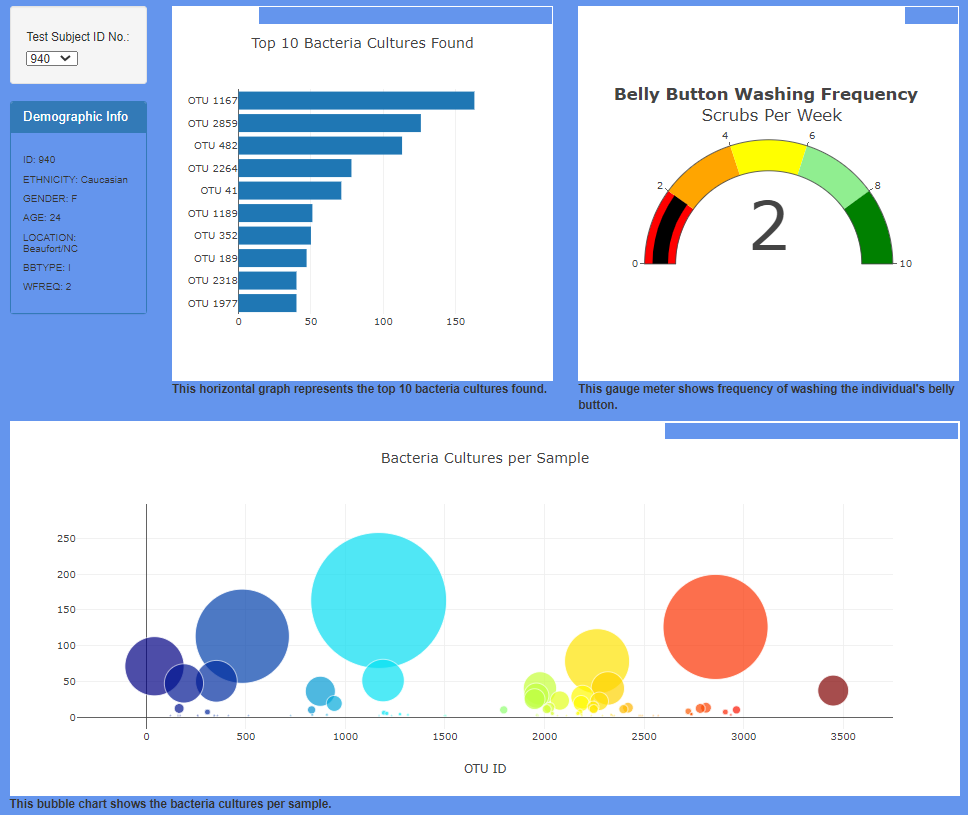 Test Subject ID No.:
940
Demographic Info
ID: 940
ETHNICITY: Caucasian
GENDER: F
AGE: 24
LOCATION:
Beaufort/NC
BBTYPE: I
WFREQ: 2
Top 10 Bacteria Cultures Found
OTU 1167
OTU 2859
OTU 482
OTU 2264
OTU 41
OTU 1189
OTU 352
OTU 189
OTU 2318
OTU 1977
0 50 100 150
This horizontal graph represents the top 10 bacteria cultures found.
Belly Button Washing Frequency
Scrubs Per Week
4 6
2 8
2
0 10
This gauge meter shows frequency of washing the individual's belly
button.
Bacteria Cultures per Sample
250
200
150
100
50
0
0 500 1000 1500 2000 2500 3000 3500
OTU ID
This bubble chart shows the bacteria cultures per sample.